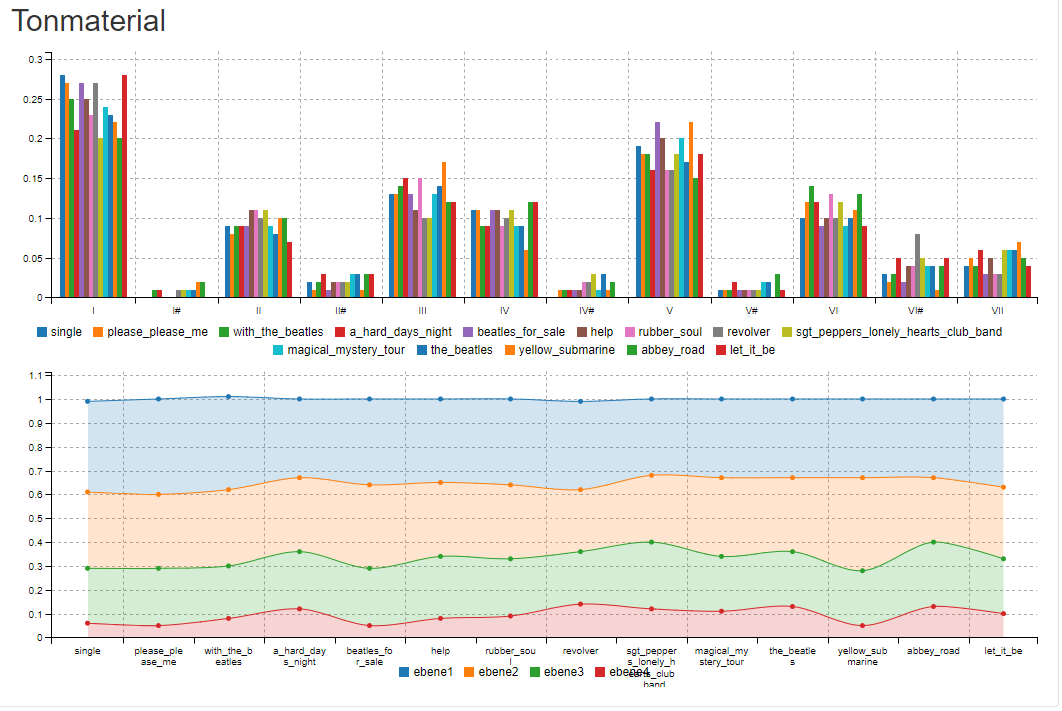 Tonmaterial
0.3
0.25
0.2
0.15
0.1
0.05
0
I I# II II# III IV IV# V V# VI VI# VII
single please_please_me with_the_beatles a_hard_days_night beatles_for_sale help rubber_soul revolver sgt_peppers_lonely_hearts_club_band
magical_mystery_tour the_beatles yellow_submarine abbey_road let_it_be
1.1
1
0.9
0.8
0.7
0.6
0.5
0.4
0.3
0.2
0.1
0
single please_ple with_the_b a_hard_day beatles_fo help rubber_sou revolver sgt_pepper magical_my the_beatle yellow_sub abbey_road let_it_be
ase_me eatles s_night r_sale l s_lonely_h stery_tour s marine
ebene1 ebene2 ebene3 ebene4 earts_club
band